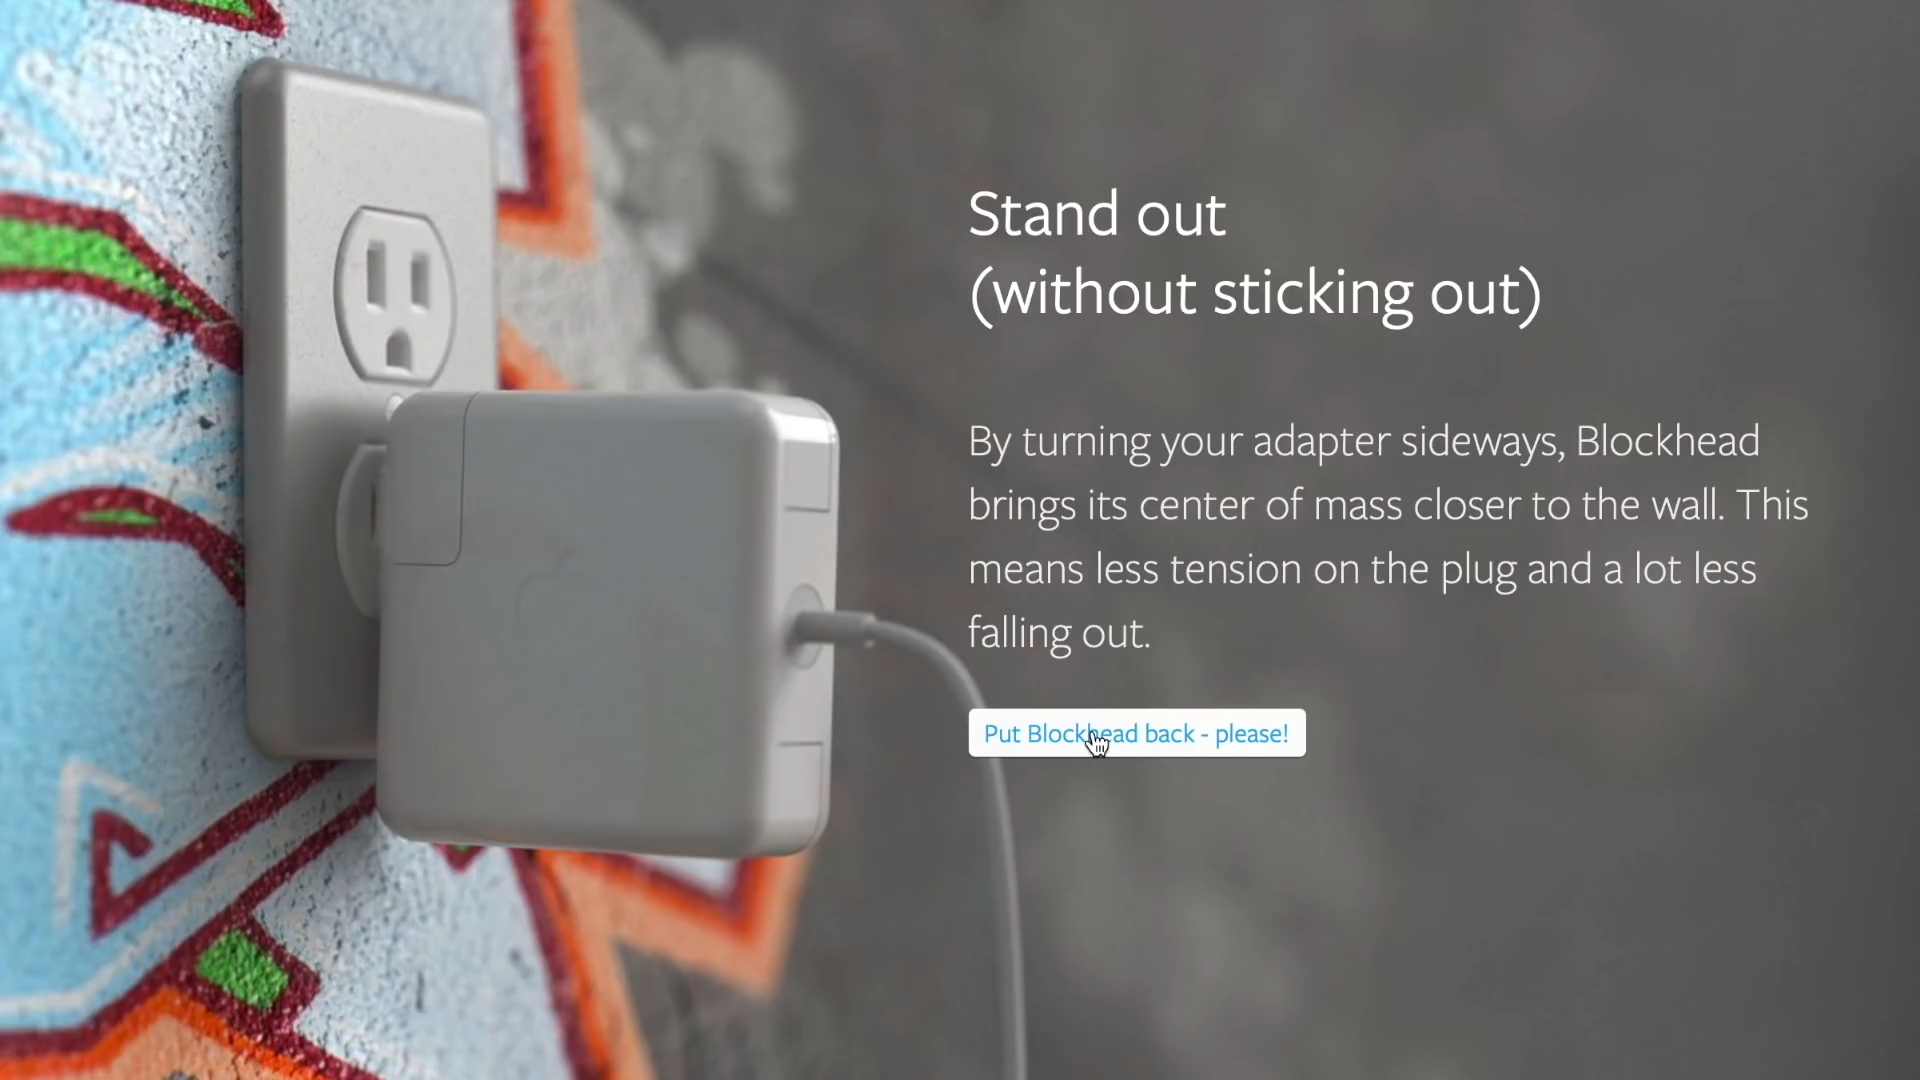 Stand out
(without sticking out)
By turning your adapter sideways, Blockhead
brings its center of mass closer to the wall. This
means less tension on the plug and a lot less
falling out.
Put Blockhead back - please!